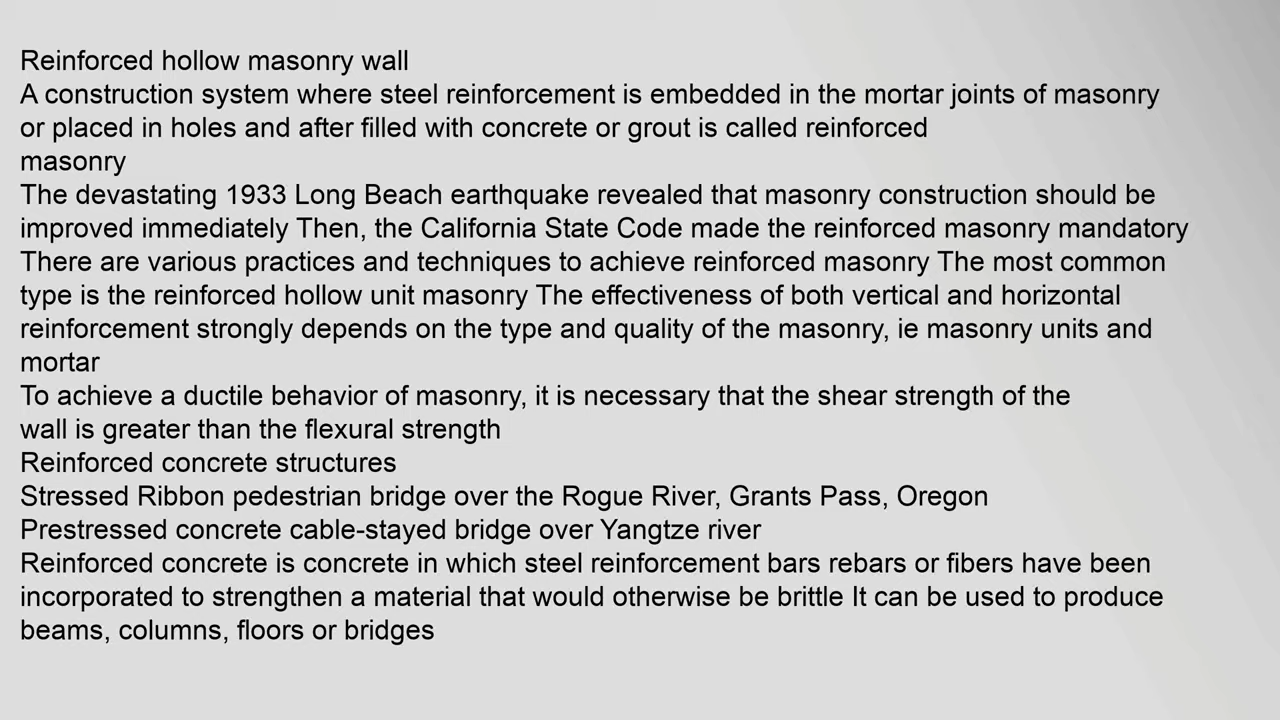 Reinforced hollow masonry wall
A construction system where steel reinforcement is embedded in the mortar joints of masonry
or placed in holes and after filled with concrete or grout is called reinforced
masonry
The devastating 1933 Long Beach earthquake revealed that masonry construction should be
improved immediately Then, the California State Code made the reinforced masonry mandatory
There are various practices and techniques to achieve reinforced masonry The most common
type is the reinforced hollow unit masonry The effectiveness of both vertical and horizontal
reinforcement strongly depends on the type and quality of the masonry, ie masonry units and
mortar
To achieve a ductile behavior of masonry, it is necessary that the shear strength of the
wall is greater than the flexural strength
Reinforced concrete structures
Stressed Ribbon pedestrian bridge over the Rogue River, Grants Pass, Oregon
Prestressed concrete cable-stayed bridge over Yangtze river
Reinforced concrete is concrete in which steel reinforcement bars rebars or fibers have been
incorporated to strengthen a material that would otherwise be brittle It can be used to produce
beams, columns, floors or bridges